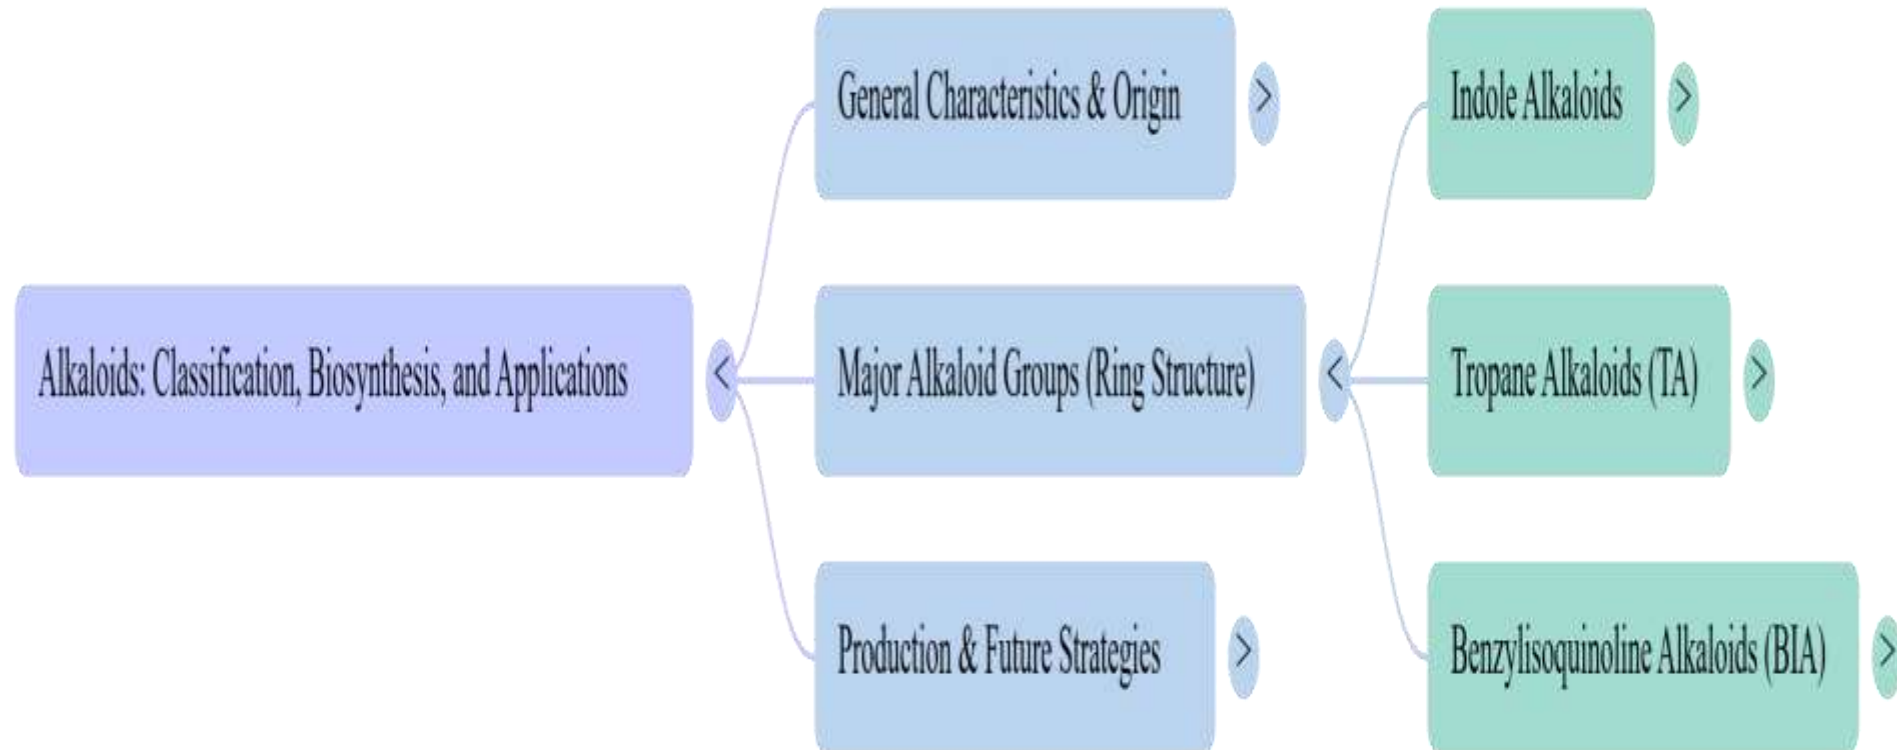 Alkaloids: Classification, Biosynthesis, and Applications
General Characteristics & Origin
Major Alkaloid Groups (Ring Structure)
Production & Future Strategies
Indole Alkaloids
Tropane Alkaloids (TA)
Benzylisoquinoline Alkaloids (BIA)